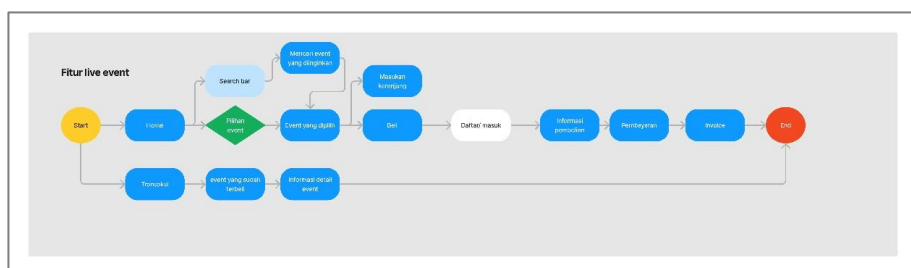 Fitur live event
Mencari event
yang diinginkan
Search bar
Masukan
keranjang
Start
Home
Pilihan
event
Event yang dipilih
Beli
Daftar/ masuk
Informasi
pembelian
Pembayaran
Invoice
End
Transaksi
event yang sudah
terbeli
Informasi detail
event